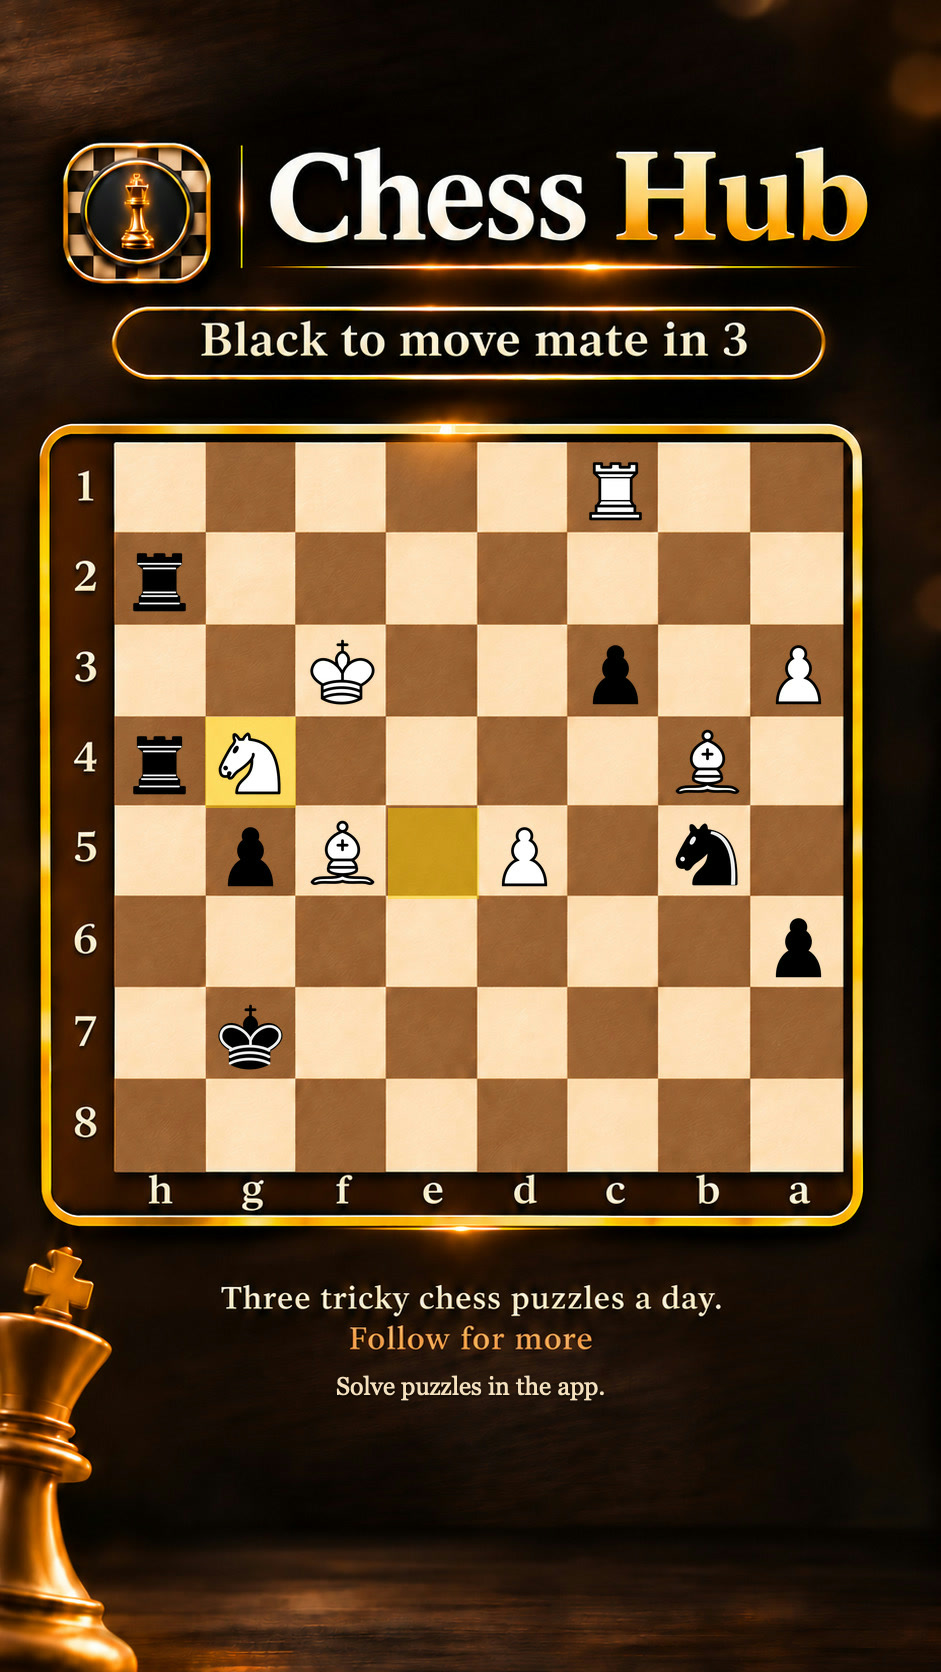 Chess Hub
Black to move mate in 3
1
2
3
4
5
6
7
8
h g f e d c b a
Three tricky chess puzzles a day.
Follow for more
Solve puzzles in the app.